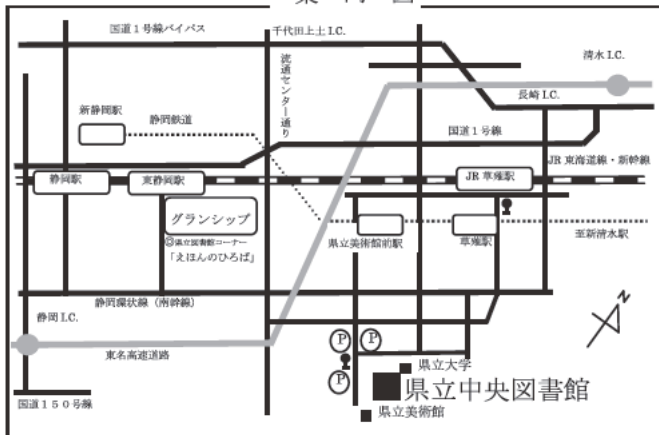 案 内 図
国道１号線バイパス
千代田上土 I.C.
清水 I.C.
流通センター通り
長崎 I.C.
新静岡駅
静岡鉄道
国道１号線
JR 東海道線・新幹線
静岡駅
東静岡駅
JR 草薙駅
グランシップ
◎県立図書館コーナー
「えほんのひろば」
県立美術館前駅
草薙駅
至新清水駅
静岡環状線（南幹線）
静岡 I.C.
N
東名高速道路
P
P
P
県立大学
県立中央図書館
県立美術館
国道１５０号線